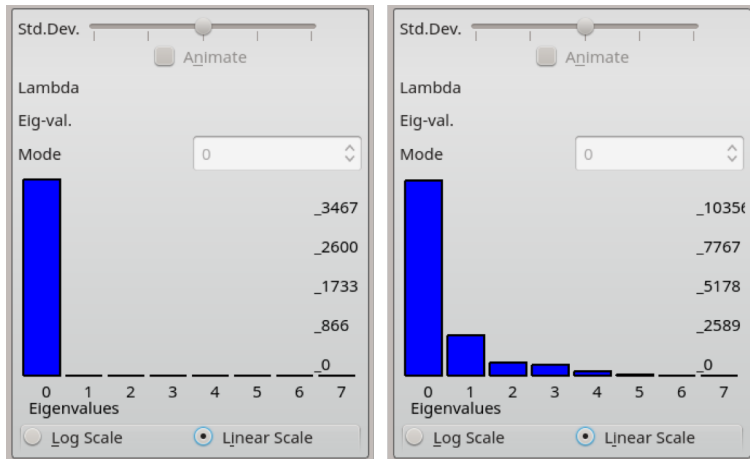 Std.Dev.
Animate
Lambda
Eig-val.
Mode 0
_3467
_2600
_1733
_866
_0
0 1 2 3 4 5 6 7
Eigenvalues
Log Scale Linear Scale
Std.Dev.
Animate
Lambda
Eig-val.
Mode 0
_10356
_7767
_5178
_2589
_0
0 1 2 3 4 5 6 7
Eigenvalues
Log Scale Linear Scale